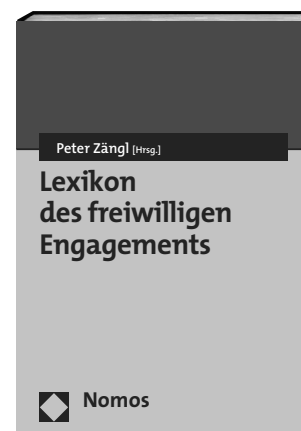 Peter Zängl [Hrsg.]
Lexikon
des freiwilligen
Engagements
Nomos